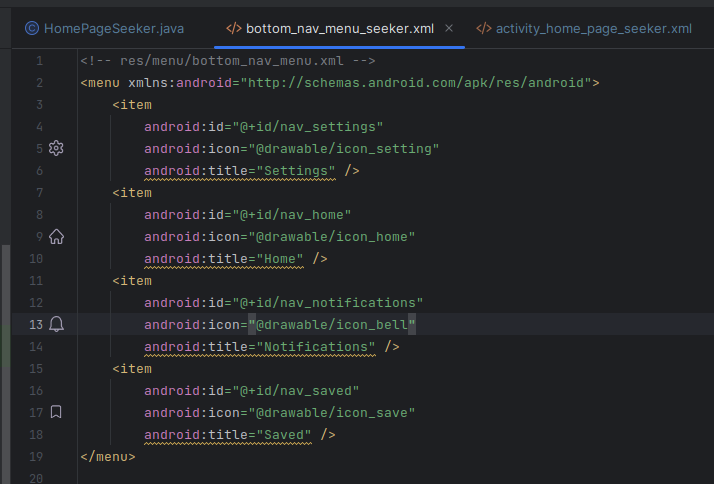 HomePageSeeker.java
bottom_nav_menu_seeker.xml
activity_home_page_seeker.xml
1 <!-- res/menu/bottom_nav_menu.xml -->
2 <menu xmlns:android="http://schemas.android.com/apk/res/android">
3 <item
4 android:id="@+id/nav_settings"
5 android:icon="@drawable/icon_setting"
6 android:title="Settings" />
7 <item
8 android:id="@+id/nav_home"
9 android:icon="@drawable/icon_home"
10 android:title="Home" />
11 <item
12 android:id="@+id/nav_notifications"
13 android:icon="@drawable/icon_bell"
14 android:title="Notifications" />
15 <item
16 android:id="@+id/nav_saved"
17 android:icon="@drawable/icon_save"
18 android:title="Saved" />
19 </menu>
20